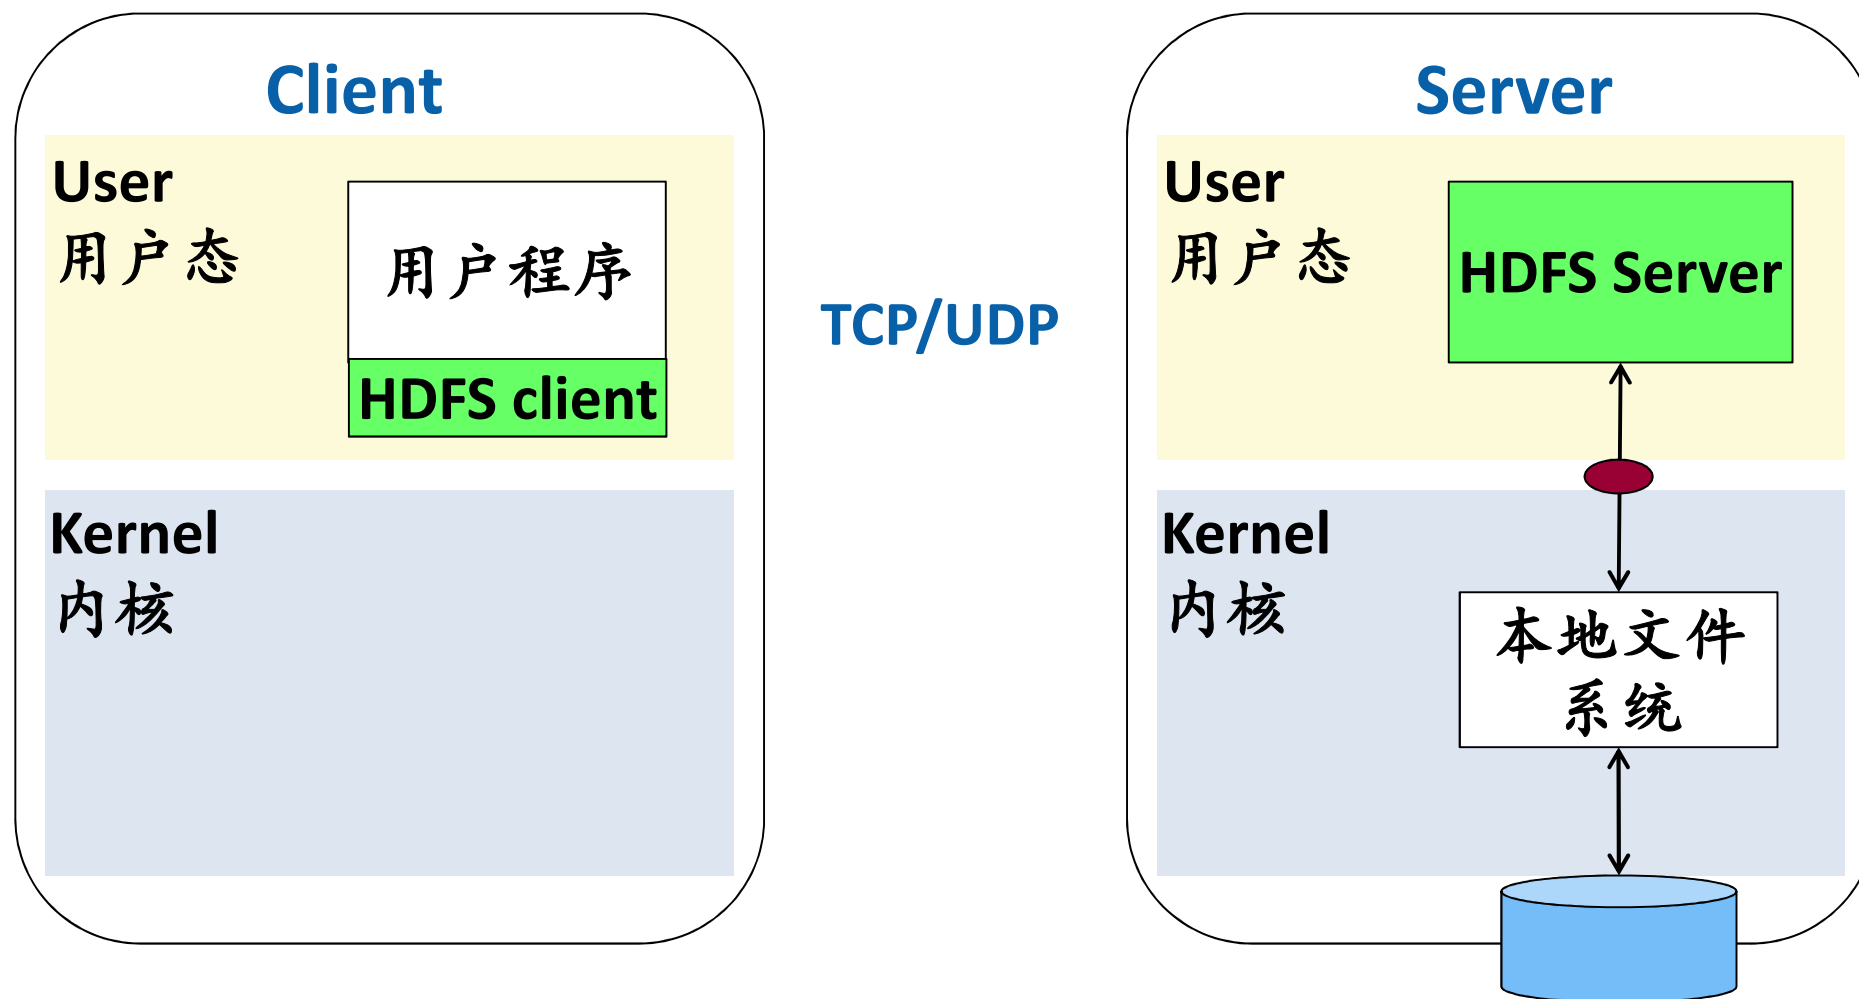 Client
User
用户态
用户程序
HDFS client
Kernel
内核
TCP/UDP
Server
User
用户态
HDFS Server
Kernel
内核
本地文件
系统